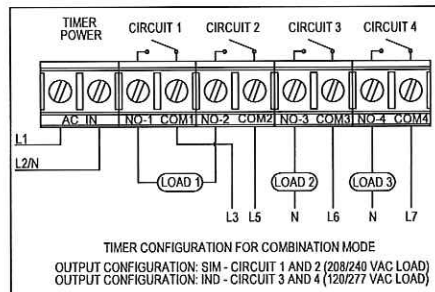 TIMER POWER
CIRCUIT 1
CIRCUIT 2
CIRCUIT 3
CIRCUIT 4
AC IN
NO-1
COM1
NO-2
COM2
NO-3
COM3
NO-4
COM4
L1
L2/N
LOAD 1
LOAD 2
LOAD 3
L3
L5
N
L6
N
L7
TIMER CONFIGURATION FOR COMBINATION MODE
OUTPUT CONFIGURATION: SIM - CIRCUIT 1 AND 2 (208/240 VAC LOAD)
OUTPUT CONFIGURATION: IND - CIRCUIT 3 AND 4 (120/277 VAC LOAD)